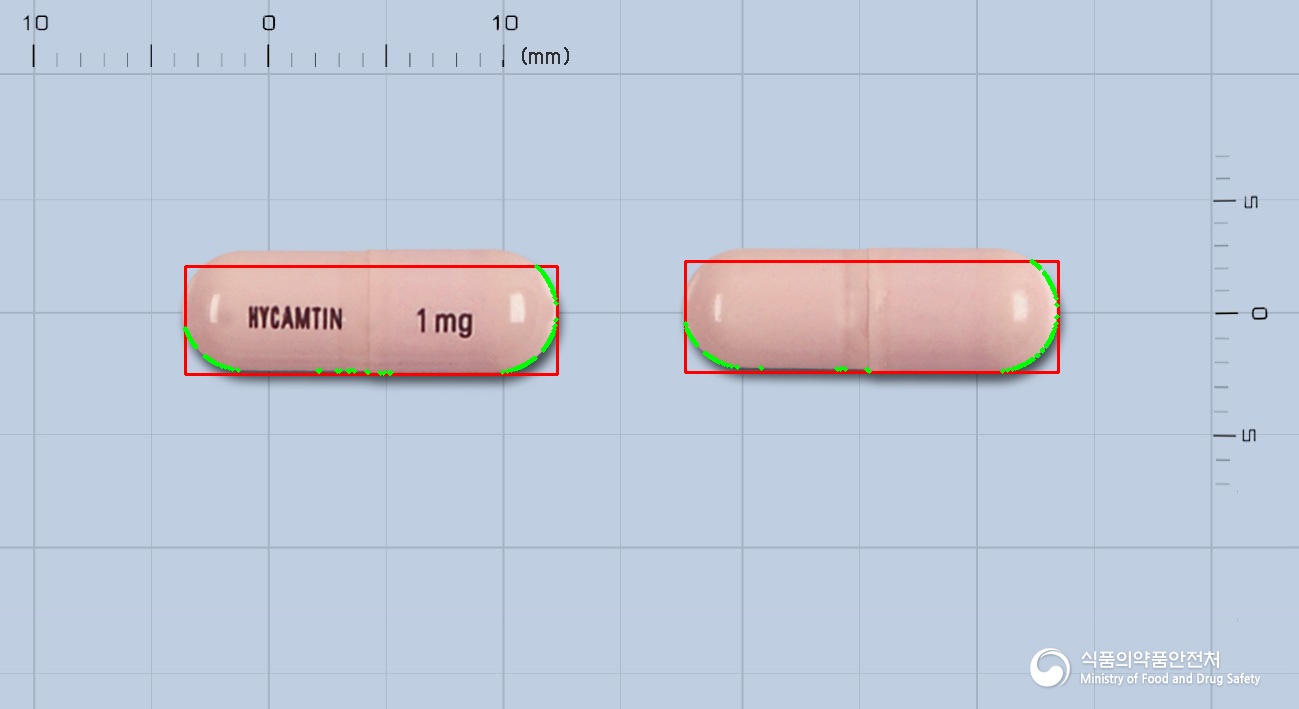 10 0 10
(mm)
HYCAMTIN 1 mg
5
0
5
식품의약품안전처
Ministry of Food and Drug Safety